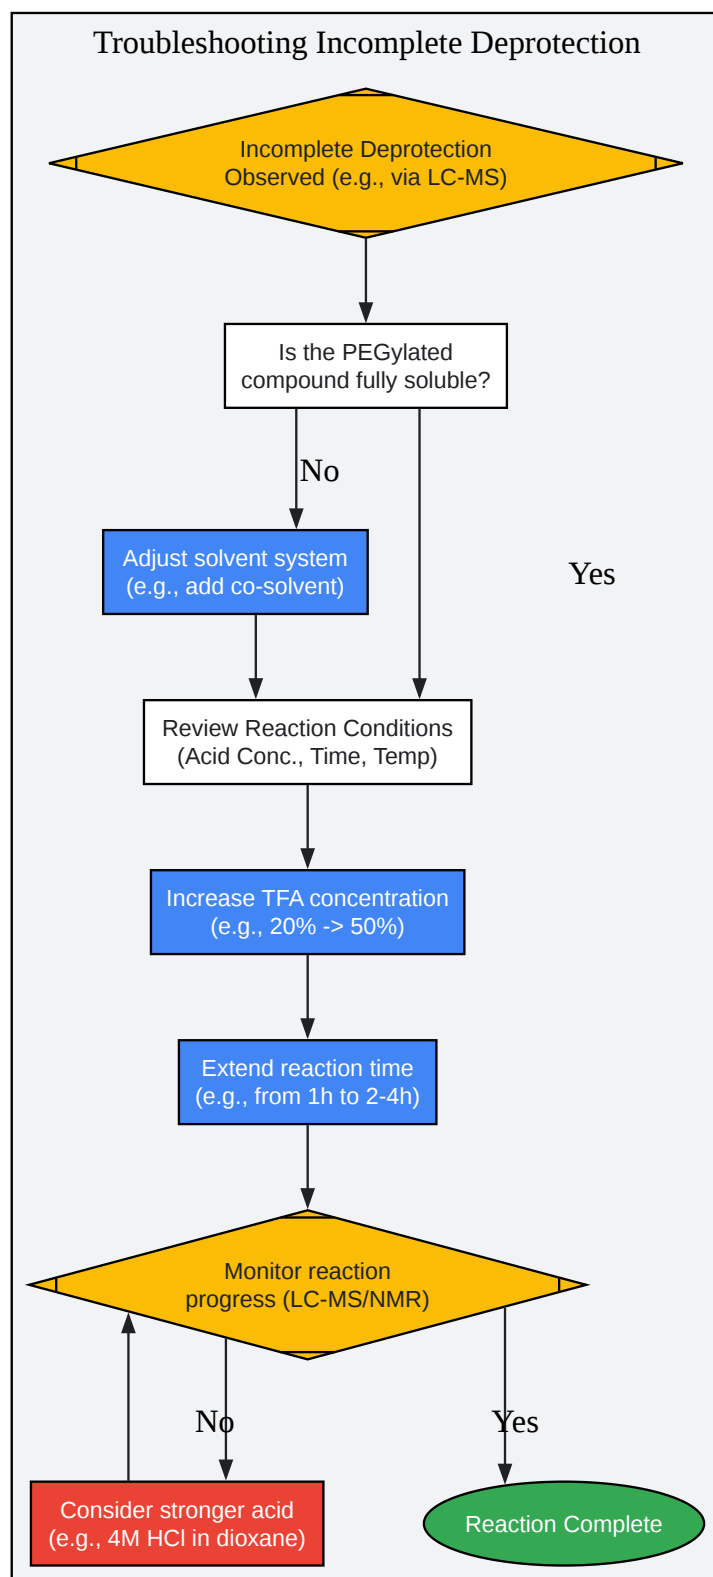 Troubleshooting Incomplete Deprotection
Incomplete Deprotection
Observed (e.g., via LC-MS)
Is the PEGylated
compound fully soluble?
No
Adjust solvent system
(e.g., add co-solvent)
Yes
Review Reaction Conditions
(Acid Conc., Time, Temp)
Increase TFA concentration
(e.g., 20% -> 50%)
Extend reaction time
(e.g., from 1h to 2-4h)
Monitor reaction
progress (LC-MS/NMR)
No
Yes
Consider stronger acid
(e.g., 4M HCl in dioxane)
Reaction Complete